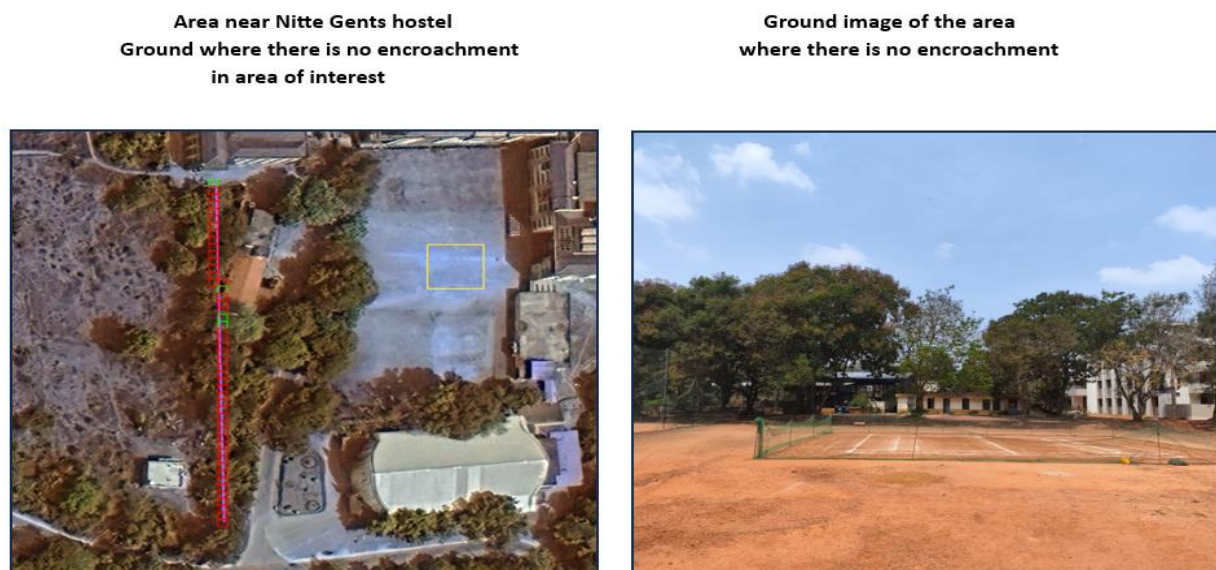 Area near Nitte Gents hostel
Ground where there is no encroachment
in area of interest
Ground image of the area
where there is no encroachment